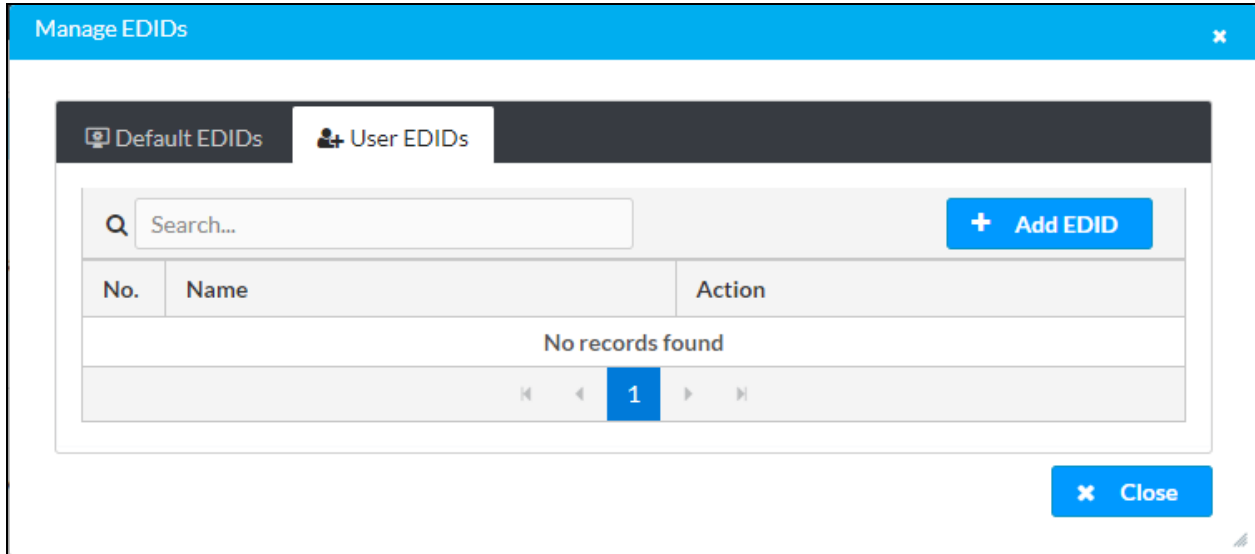 Manage EDIDs
Default EDIDs User EDIDs
Search... Add EDID
No. Name Action
No records found
1
Close